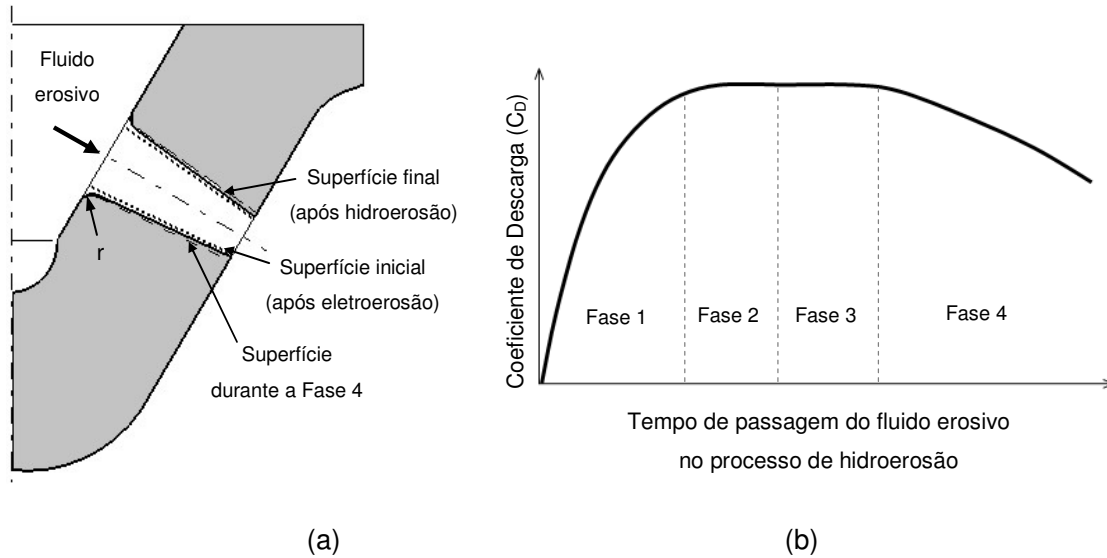 Fluido
erosivo
Superfície final
(após hidroerosão)
r
Superfície inicial
(após eletroerosão)
Superfície
durante a Fase 4
(a)
Coeficiente de Descarga (CD)
Fase 1
Fase 2
Fase 3
Fase 4
Tempo de passagem do fluido erosivo
no processo de hidroerosão
(b)